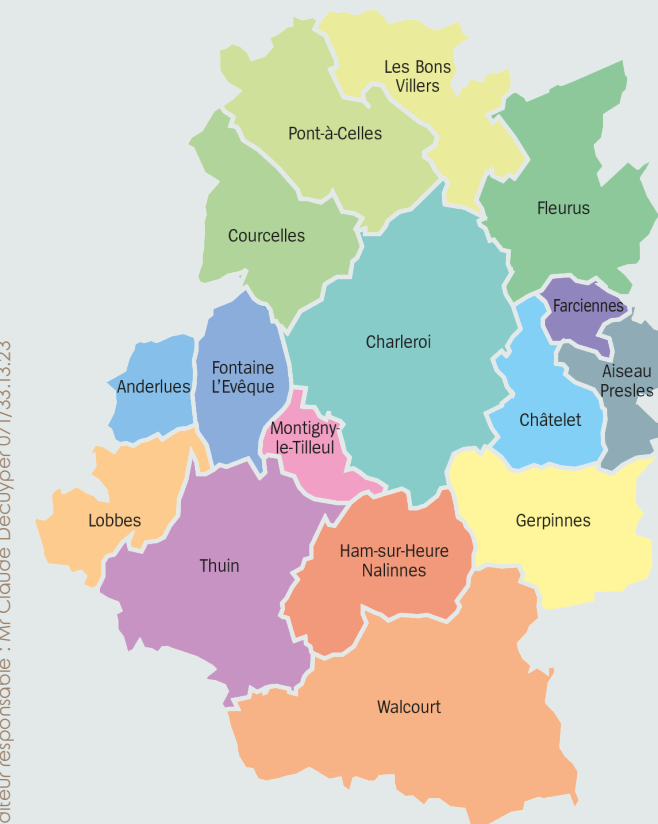 Les Bons
Villers
Pont-à-Celles
Fleurus
Courcelles
Farciennes
Charleroi
Aiseau
Presles
Fontaine
L'Evêque
Anderlues
Châtelet
Montigny-
le-Tilleul
Lobbes
Gerpinnes
Ham-sur-Heure
Nalinnes
Thuin
Walcourt
diteur responsable : Mr Claude Decuyper 071/33.13.23